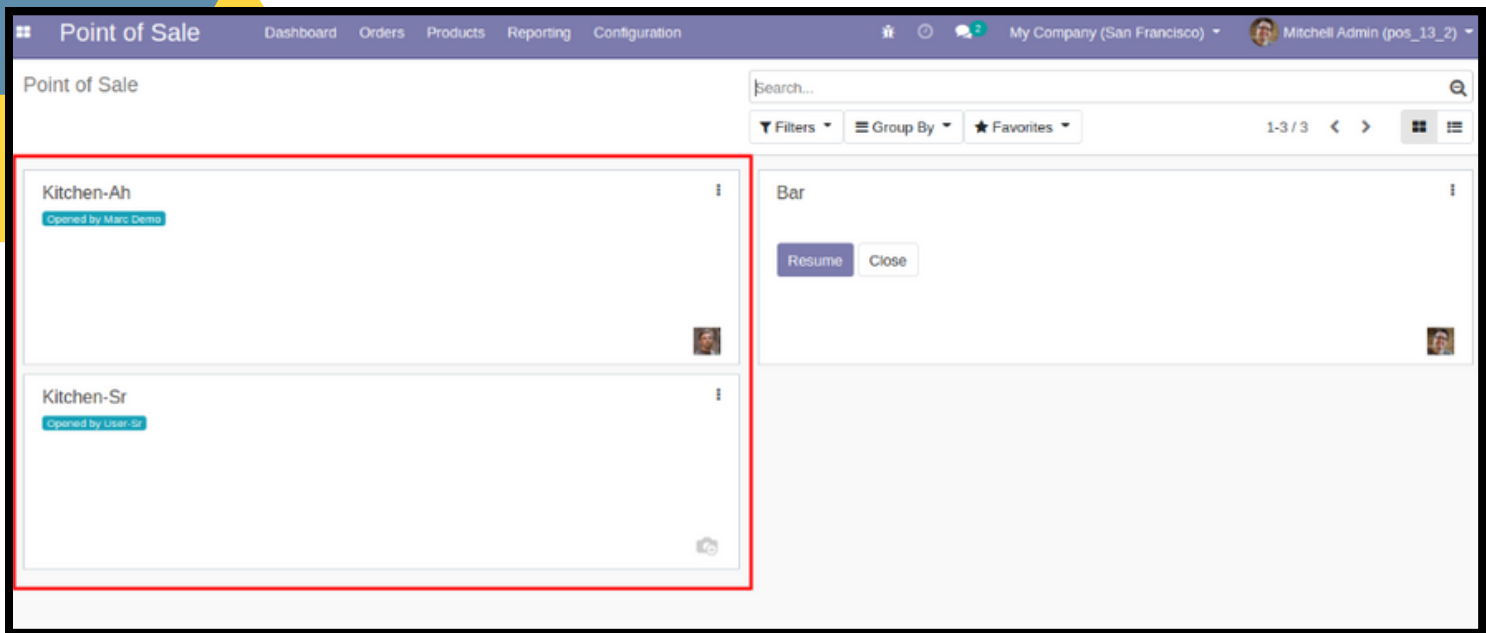 Point of Sale Dashboard Orders Products Reporting Configuration 2 My Company (San Francisco) Mitchell Admin (pos_13_2)
Point of Sale
Search...
Filters Group By Favorites 1-3 / 3
Kitchen-Ah
Opened by Marc Demo
Bar
Resume Close
Kitchen-Sr
Opened by User-Sr